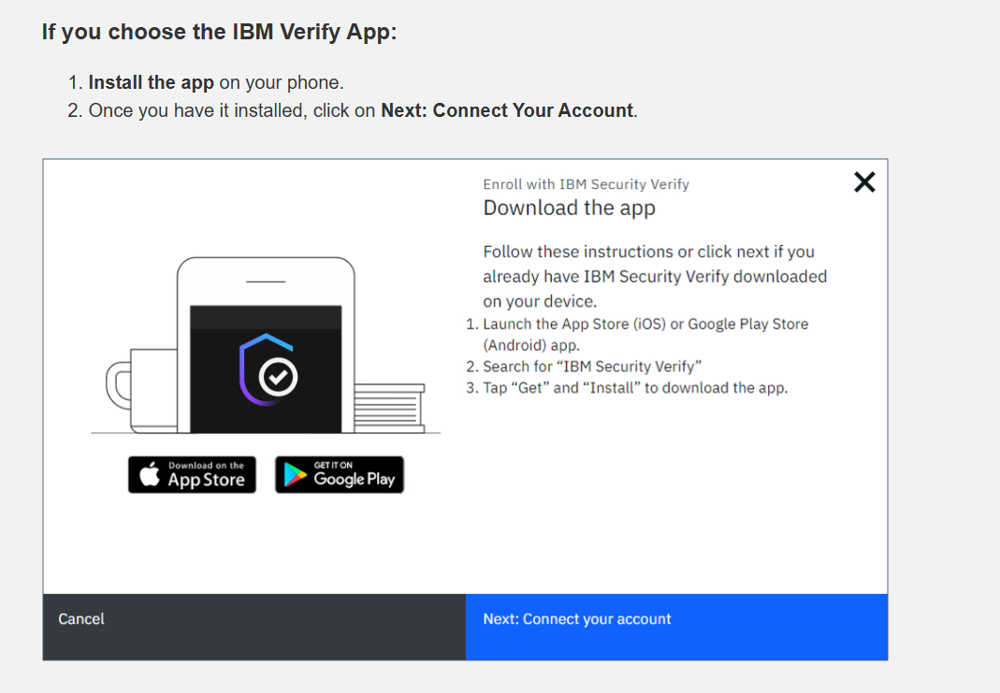 If you choose the IBM Verify App:
1. Install the app on your phone.
2. Once you have it installed, click on Next: Connect Your Account.
Enroll with IBM Security Verify
Download the app
Follow these instructions or click next if you
already have IBM Security Verify downloaded
on your device.
1. Launch the App Store (iOS) or Google Play Store
(Android) app.
2. Search for “IBM Security Verify”
3. Tap “Get” and “Install” to download the app.
Download on the
App Store
GET IT ON
Google Play
Cancel
Next: Connect your account